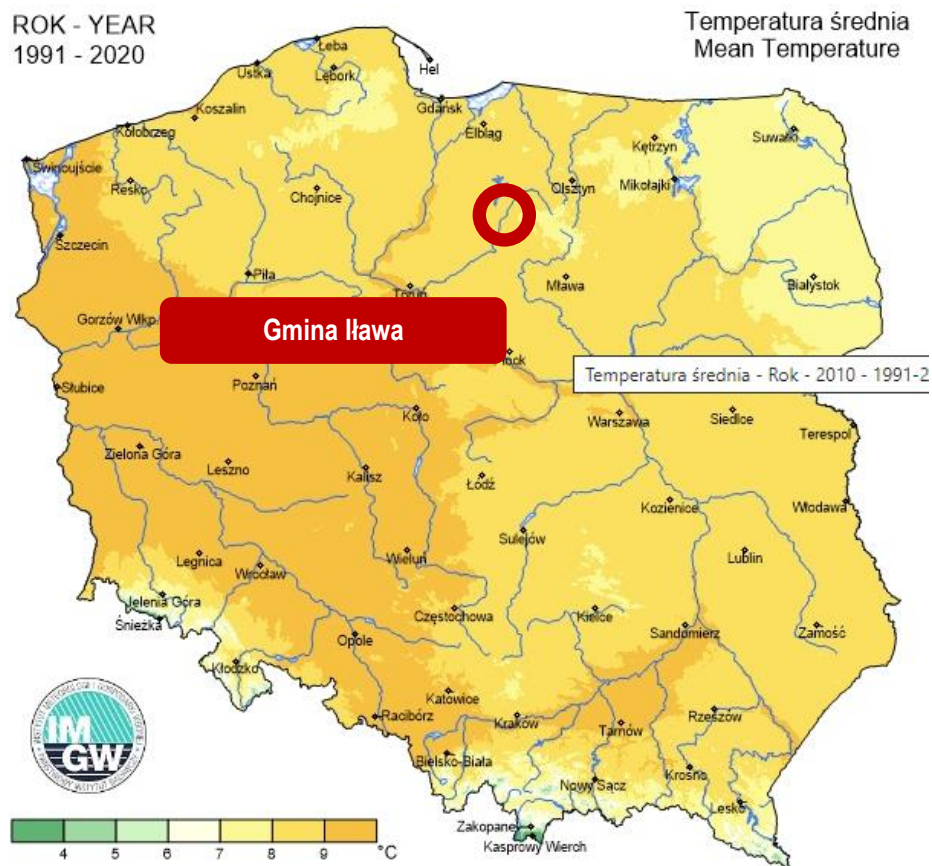 ROK - YEAR
1991 - 2020
Temperatura średnia
Mean Temperature
Łeba
Hel
Ustka
Lębork
Gdańsk
Koszalin
Elbląg
Kołobrzeg
Suwałki
Kętrzyn
Świnoujście
Resko
Chojnice
Olsztyn
Mikołajki
Szczecin
Piła
Toruń
Mława
Białystok
Gorzów Wlkp
Gmina Iława
Temperatura średnia - Rok - 2010 - 1991-2
Słubice
Poznań
Koło
Warszawa
Siedlce
Terespol
Zielona Góra
Leszno
Kalisz
Łódź
Kozienice
Włodawa
Sulejów
Legnica
Wrocław
Wieluń
Lublin
Jelenia Góra
Śnieżka
Częstochowa
Kielce
Sandomierz
Zamość
Opole
Kłodzko
Katowice
Racibórz
Kraków
Tarnów
Rzeszów
Bielsko-Biała
Nowy Sącz
Krosno
Lesko
Zakopane
Kasprowy Wierch
IM
GW
4 5 6 7 8 9 °C